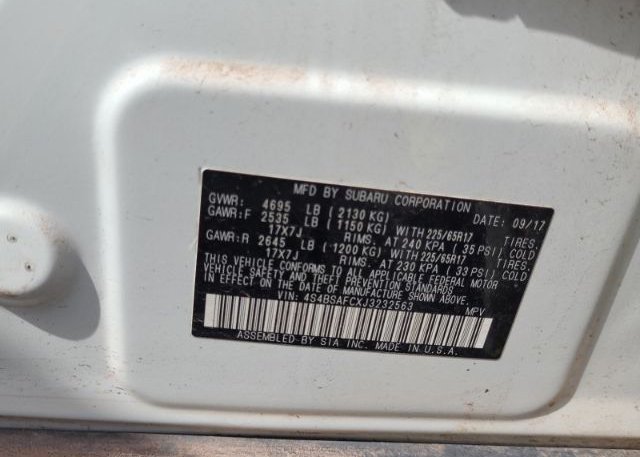 MFD BY SUBARU CORPORATION DATE: 09/17
GVWR: 4695 LB (2130 KG)
GAWR:F 2535 LB (1150 KG) WITH 225/65R17 TIRES,
17X7J RIMS, AT 240 KPA (35 PSI) COLD
GAWR:R 2645 LB (1200 KG) WITH 225/65R17 TIRES,
17X7J RIMS, AT 230 KPA (33 PSI) COLD
THIS VEHICLE CONFORMS TO ALL APPLICABLE FEDERAL MOTOR
VEHICLE SAFETY AND THEFT PREVENTION STANDARDS
IN EFFECT ON THE DATE OF MANUFACTURE SHOWN ABOVE.
VIN: 4S4BSAFCXJ3232563 MPV
ASSEMBLED BY SIA INC. MADE IN U.S.A.